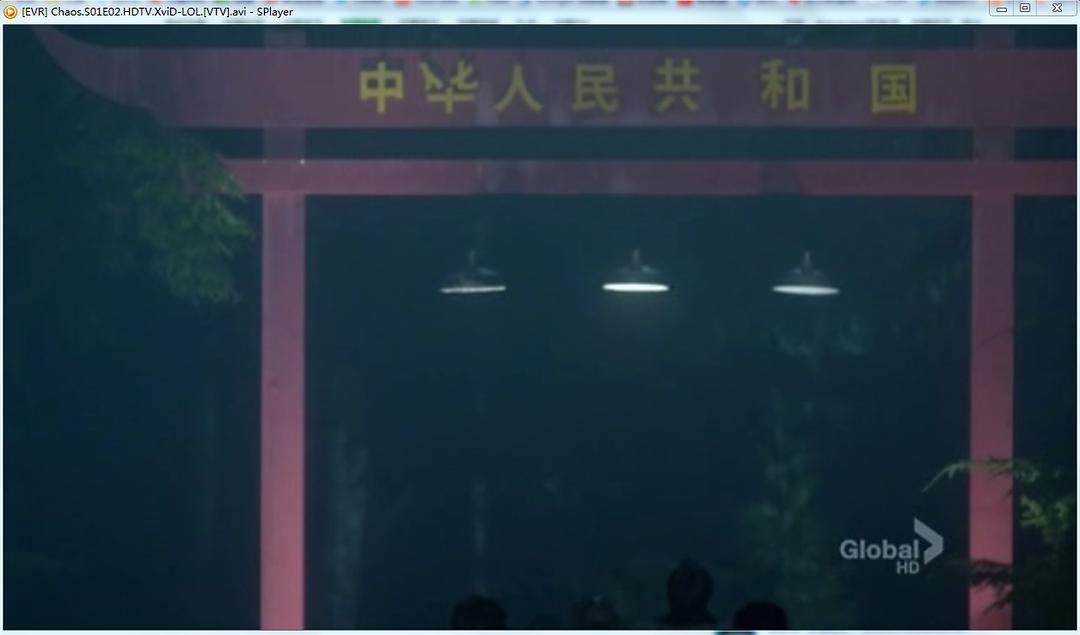 [EVR] Chaos.S01E02.HDTV.XviD-LOL.[VTV].avi - SPlayer
中华人民共和国
Global
HD